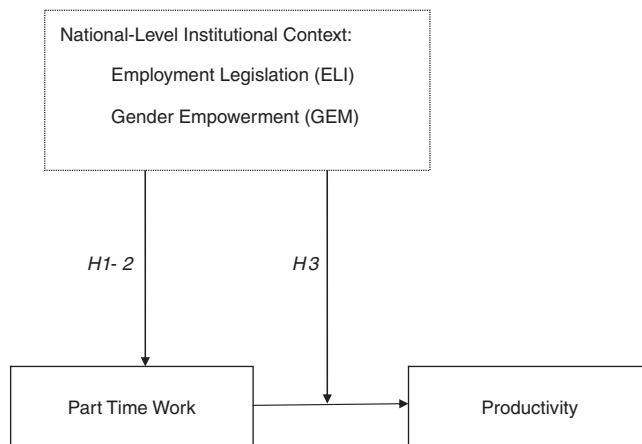 National-Level Institutional Context:
Employment Legislation (ELI)
Gender Empowerment (GEM)
H1- 2
H3
Part Time Work
Productivity